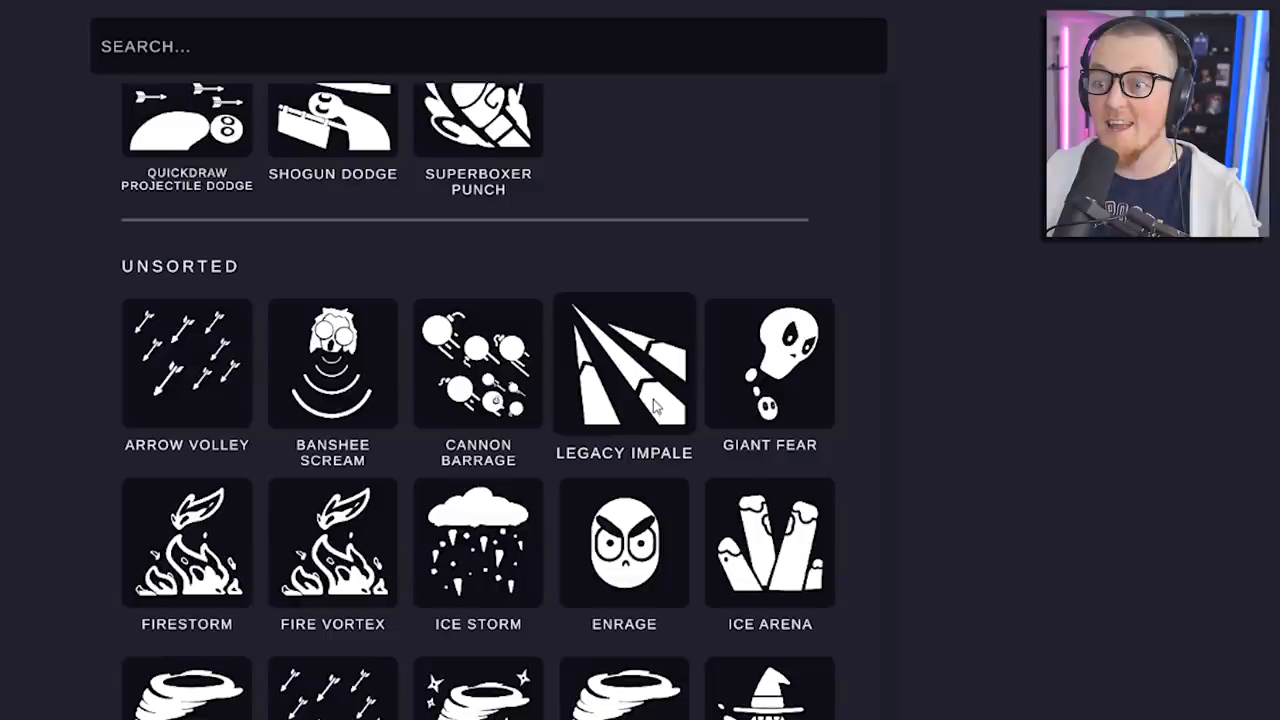 SEARCH...
QUICKDRAW
PROJECTILE DODGE
SHOGUN DODGE
SUPERBOXER
PUNCH
UNSORTED
ARROW VOLLEY
BANSHEE
SCREAM
CANNON
BARRAGE
LEGACY IMPALE
GIANT FEAR
FIRESTORM
FIRE VORTEX
ICE STORM
ENRAGE
ICE ARENA